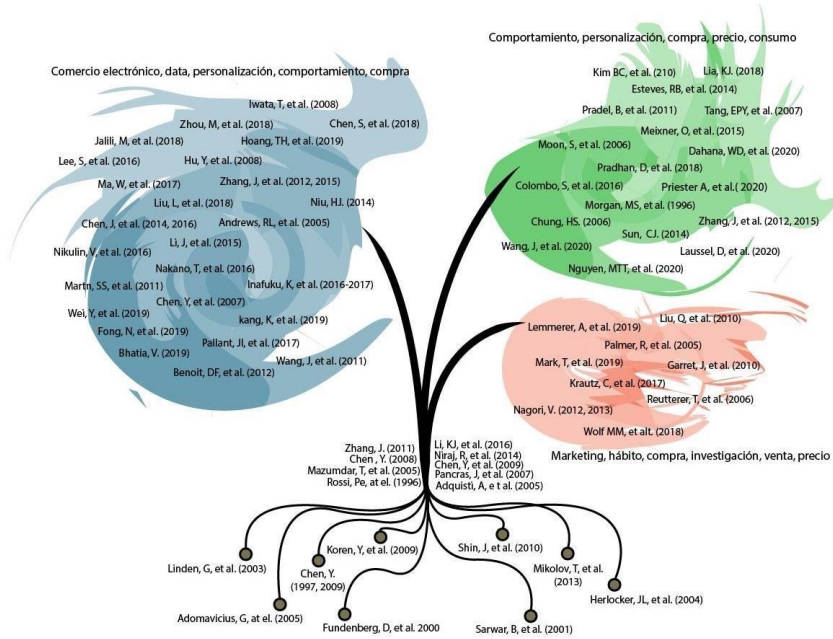 Comercio electrónico, data, personalización, comportamiento, compra
Iwata, T, et al. (2008)
Zhou, M, et al. (2018)
Chen, S, et al. (2018)
Jalili, M, et al. (2018)
Hoang, TH, et al. (2019)
Lee, S, et al. (2016)
Hu, Y, et al. (2008)
Ma, W, et al. (2017)
Zhang, J, et al. (2012, 2015)
Liu, L, et al. (2018)
Niu, HJ. (2014)
Chen, J, et al. (2014, 2016)
Andrews, RL, et al. (2005)
Nikulin, V, et al. (2016)
Li, J, et al. (2015)
Nakano, T, et al. (2016)
Martn, SS, et al. (2011)
Inafuku, K, et al. (2016-2017)
Chen, Y, et al. (2007)
Wei, Y, et al. (2019)
kang, K, et al. (2019)
Fong, N, et al. (2019)
Pallant, JI, et al. (2017)
Bhatia, V. (2019)
Wang, J, et al. (2011)
Benoit, DF, et al. (2012)
Comportamiento, personalización, compra, precio, consumo
Kim BC, et al. (210)
Lia, KJ. (2018)
Esteves, RB, et al. (2014)
Pradel, B, et al. (2011)
Tang, EPY, et al. (2007)
Meixner, O, et al. (2015)
Moon, S, et al. (2006)
Dahana, WD, et al. (2020)
Pradhan, D, et al. (2018)
Colombo, S, et al. (2016)
Priester A, et al.( 2020)
Morgan, MS, et al. (1996)
Chung, HS. (2006)
Zhang, J, et al. (2012, 2015)
Sun, CJ. (2014)
Wang, J, et al. (2020)
Laussel, D, et al. (2020)
Nguyen, MTT, et al. (2020)
Liu, Q, et al. (2010)
Lemmerer, A, et al. (2019)
Palmer, R, et al. (2005)
Mark, T, et al. (2019)
Garret, J, et al. (2010)
Krautz, C, et al. (2017)
Reutterer, T, et al. (2006)
Nagori, V. (2012, 2013)
Wolf MM, et alt. (2018)
Marketing, hábito, compra, investigación, venta, precio
Zhang, J. (2011)
Chen , Y. (2008)
Mazumdar, T, et al. (2005)
Rossi, Pe, at el. (1996)
Li, KJ, et al. (2016)
Niraj, R, et al. (2014)
Chen, Y, et al. (2009)
Pancras, J, et al. (2007)
Adquisti, A, e t al. (2005)
Koren, Y, et al. (2009)
Shin, J, et al. (2010)
Linden, G, et al. (2003)
Chen, Y.
(1997, 2009)
Mikolov, T, et al.
(2013)
Herlocker, JL, et al. (2004)
Adomavicius, G, at el. (2005)
Fundenberg, D, et al. 2000
Sarwar, B, et al. (2001)